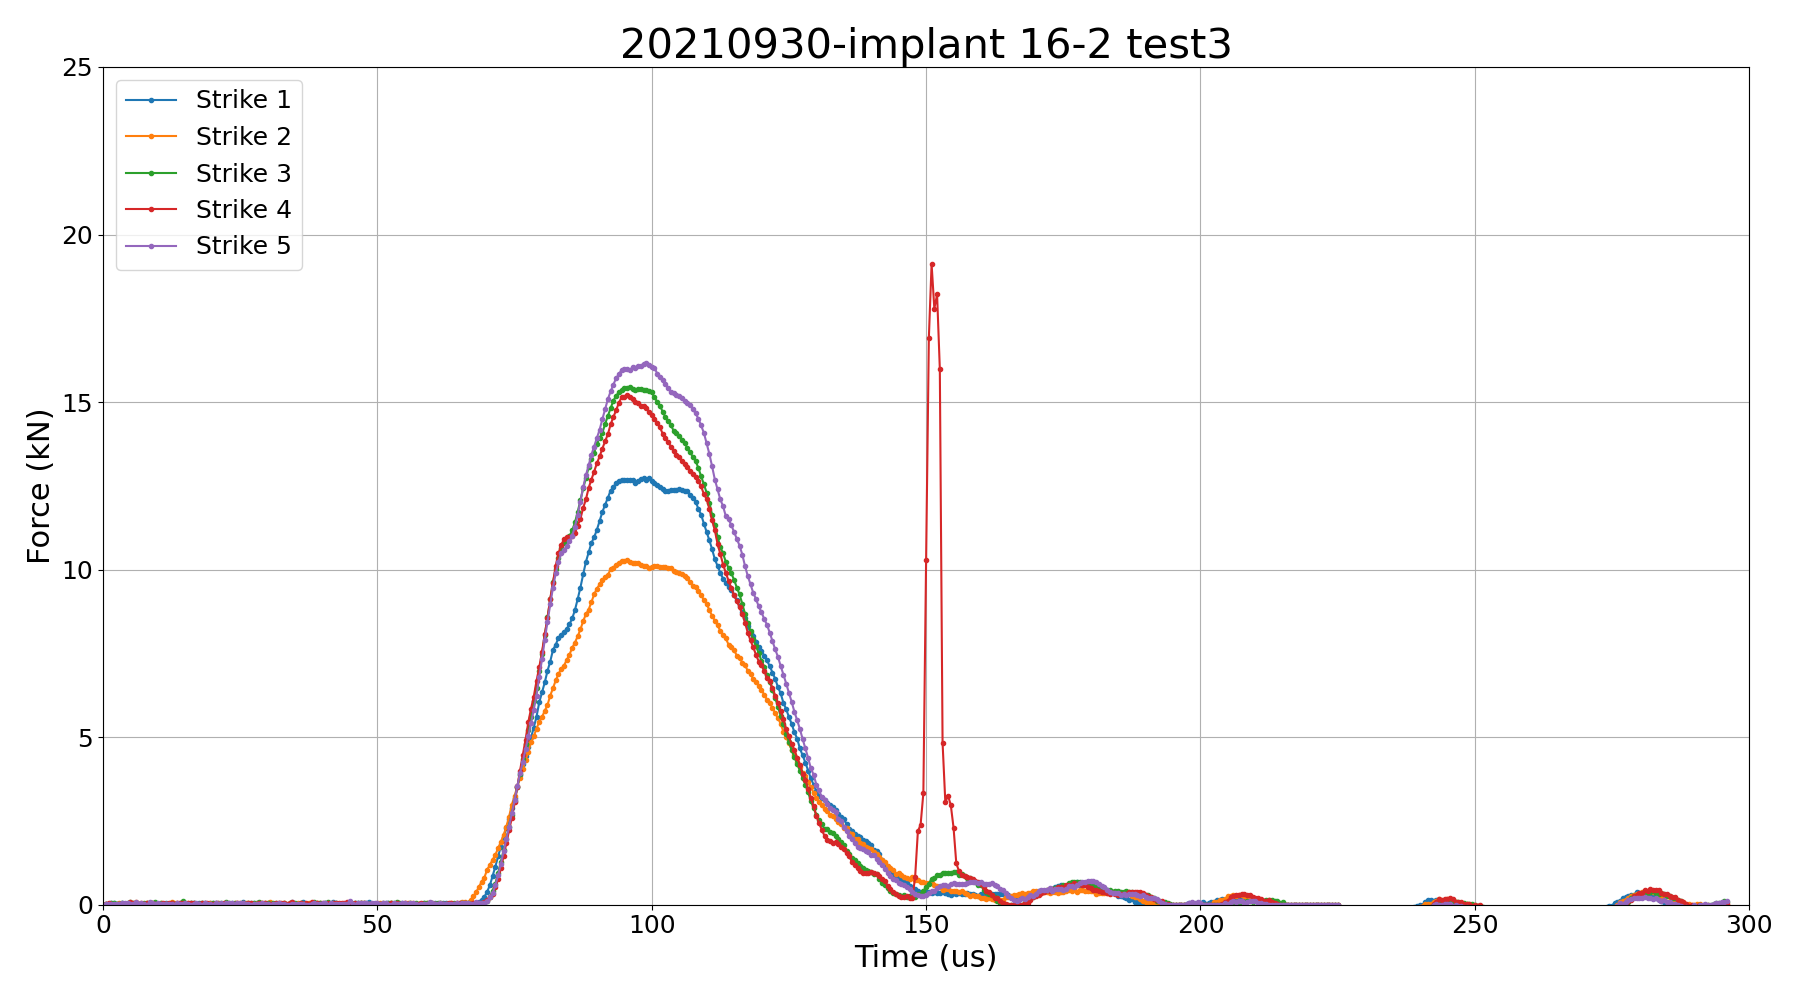 20210930-implant 16-2 test3
25
20
15
10
5
0
Force (kN)
Strike 1
Strike 2
Strike 3
Strike 4
Strike 5
0 50 100 150 200 250 300
Time (us)